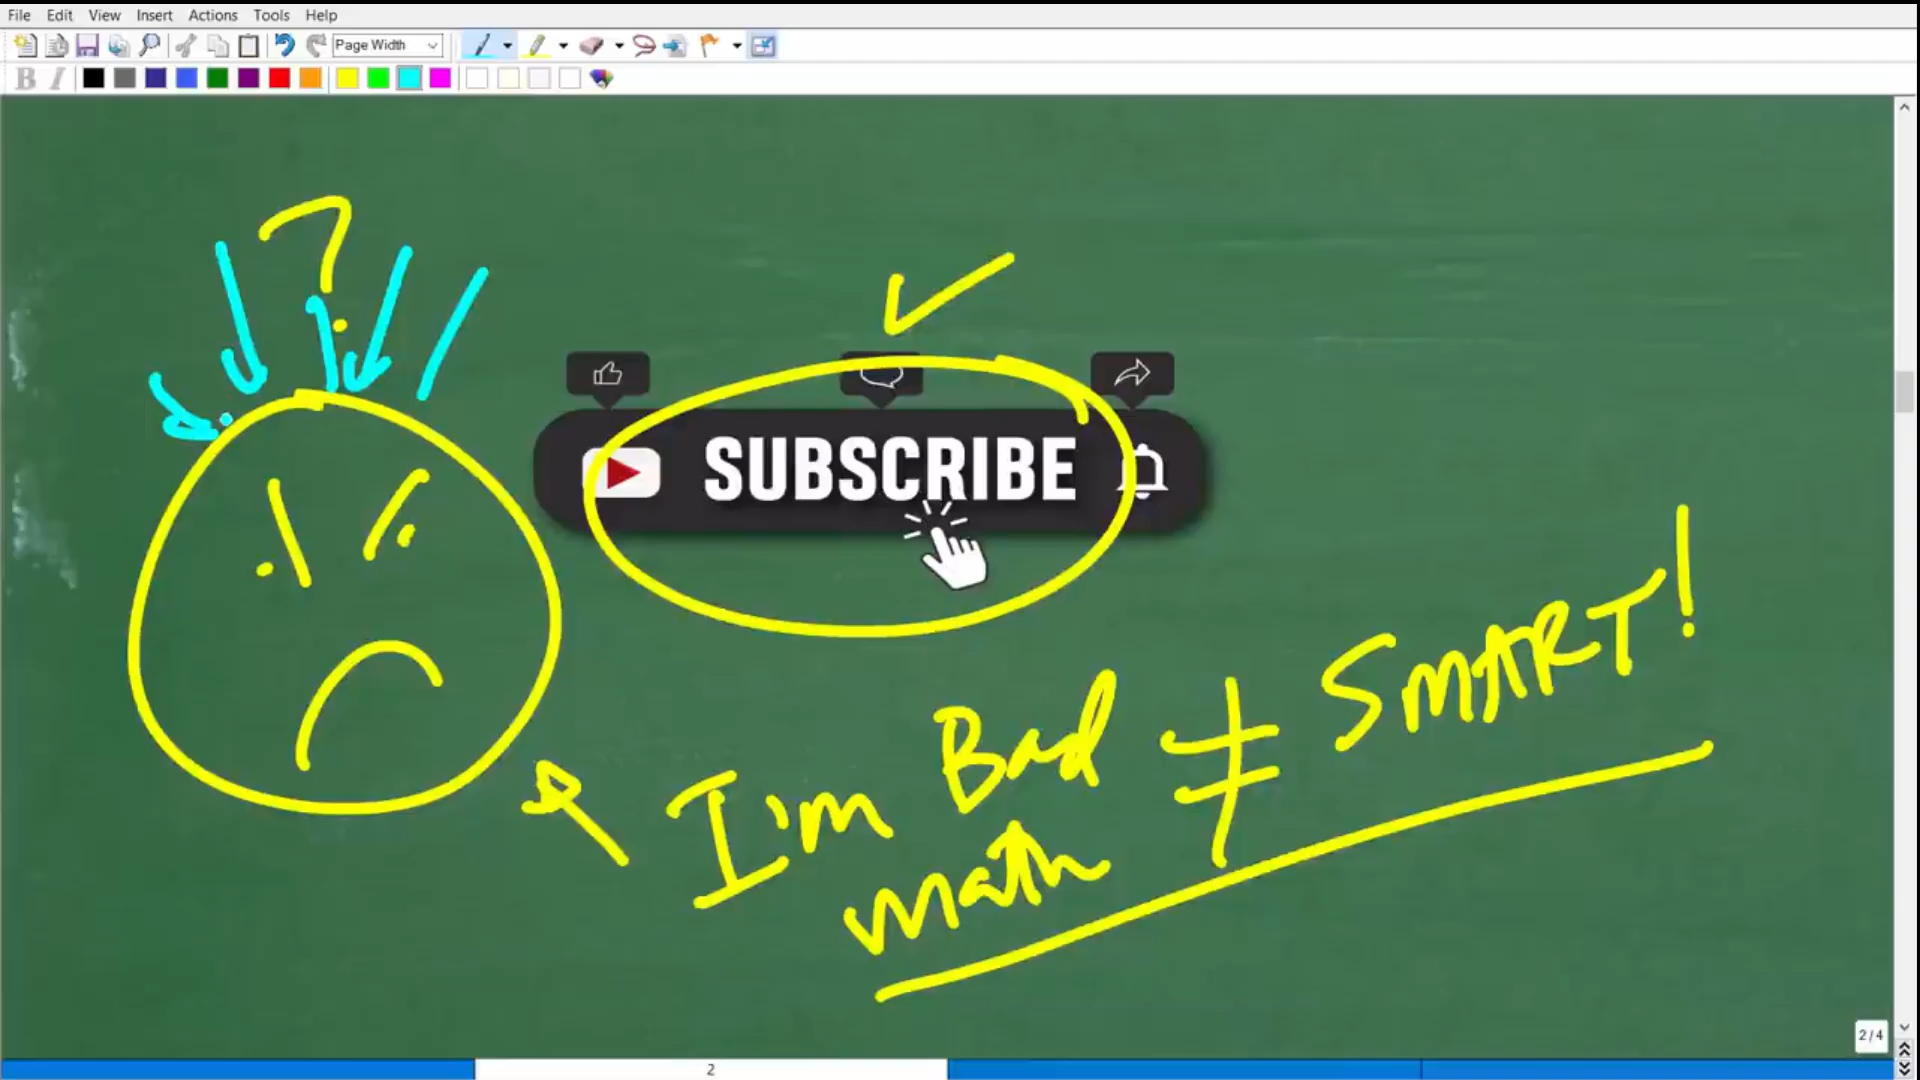 File Edit View Insert Actions Tools Help
Page Width
B I
?
SUBSCRIBE
I'm Bad ≠ SMART!
math
2/4
2